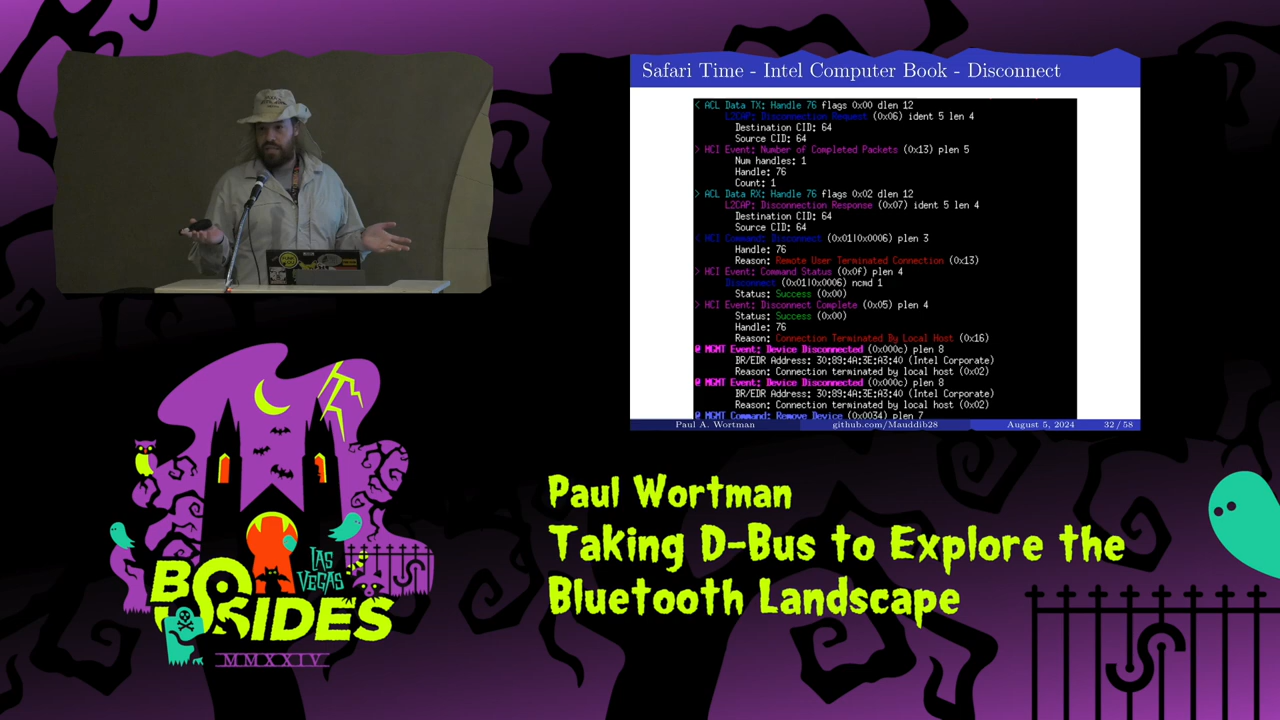 Safari Time - Intel Computer Book - Disconnect
< ACL Data TX: Handle 76 flags 0x00 dlen 12
L2CAP: Disconnection Request (0x06) ident 5 len 4
Destination CID: 64
Source CID: 64
> HCI Event: Number of Completed Packets (0x13) plen 5
Num handles: 1
Handle: 76
Count: 1
> ACL Data RX: Handle 76 flags 0x02 dlen 12
L2CAP: Disconnection Response (0x07) ident 5 len 4
Destination CID: 64
Source CID: 64
< HCI Command: Disconnect (0x01|0x0006) plen 3
Handle: 76
Reason: Remote User Terminated Connection (0x13)
> HCI Event: Command Status (0x0f) plen 4
Disconnect (0x01|0x0006) ncmd 1
Status: Success (0x00)
> HCI Event: Disconnect Complete (0x05) plen 4
Status: Success (0x00)
Handle: 76
Reason: Connection Terminated By Local Host (0x16)
@ MGMT Event: Device Disconnected (0x000c) plen 8
BR/EDR Address: 30:89:4A:3E:A3:40 (Intel Corporate)
Reason: Connection terminated by local host (0x02)
@ MGMT Event: Device Disconnected (0x000c) plen 8
BR/EDR Address: 30:89:4A:3E:A3:40 (Intel Corporate)
Reason: Connection terminated by local host (0x02)
@ MGMT Command: Remove Device (0x0034) plen 7
Paul A. Wortman github.com/Mauddib28 August 5, 2024 32 / 58
LAS
VEGAS
BSIDES
MMXXIV
Paul Wortman
Taking D-Bus to Explore the
Bluetooth Landscape